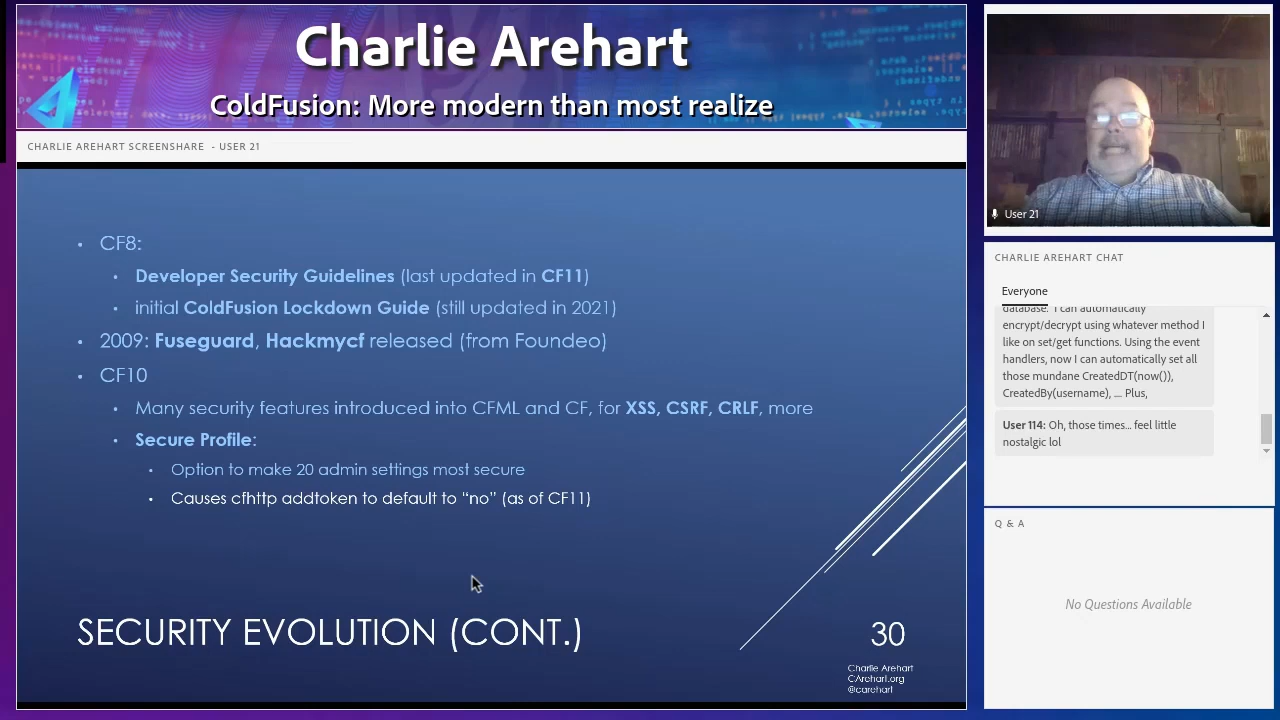 Charlie Arehart
ColdFusion: More modern than most realize
CHARLIE AREHART SCREENSHARE - USER 21
CF8:
Developer Security Guidelines (last updated in CF11)
initial ColdFusion Lockdown Guide (still updated in 2021)
2009: Fuseguard, Hackmycf released (from Foundeo)
CF10
Many security features introduced into CFML and CF, for XSS, CSRF, CRLF, more
Secure Profile:
Option to make 20 admin settings most secure
Causes cfhttp addtoken to default to “no” (as of CF11)
SECURITY EVOLUTION (CONT.)
30
Charlie Arehart
CArehart.org
@carehart
User 21
CHARLIE AREHART CHAT
Everyone
database. I can automatically
encrypt/decrypt using whatever method I
like on set/get functions. Using the event
handlers, now I can automatically set all
those mundane CreatedDT(now()),
CreatedBy(username), .... Plus,
User 114: Oh, those times... feel little
nostalgic lol
Q & A
No Questions Available